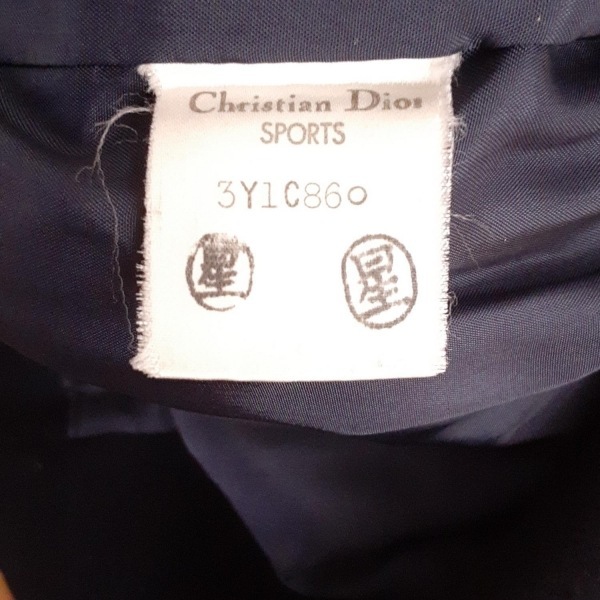 Christian Dior
SPORTS
3Y1C860
星 星